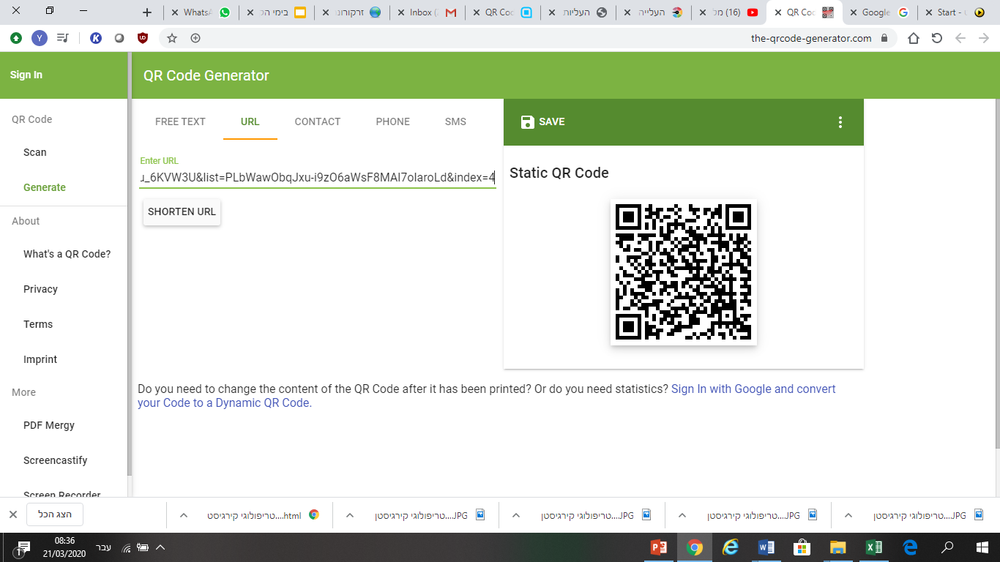 WhatsA
בימי הכ
זרקורונו
Inbox (
QR Coc
העליות
העלייה
(16) מל
QR Coc
Google
Start -
the-qrcode-generator.com
Sign In
QR Code Generator
QR Code
Scan
Generate
About
What's a QR Code?
Privacy
Terms
Imprint
More
PDF Mergy
Screencastify
Screen Recorder
FREE TEXT
URL
CONTACT
PHONE
SMS
Enter URL
_6KVW3U&list=PLbWawObqJxu-i9zO6aWsF8MAI7oIaroLd&index=4
SHORTEN URL
SAVE
Static QR Code
Do you need to change the content of the QR Code after it has been printed? Or do you need statistics? Sign In with Google and convert
your Code to a Dynamic QR Code.
הצג הכל
טריפולוגי קירגיסט....html
טריפולוגי קירגיסטן....JPG
טריפולוגי קירגיסטן....JPG
טריפולוגי קירגיסטן....JPG
טריפולוגי קירגיסטן....JPG
08:36
21/03/2020
עבר